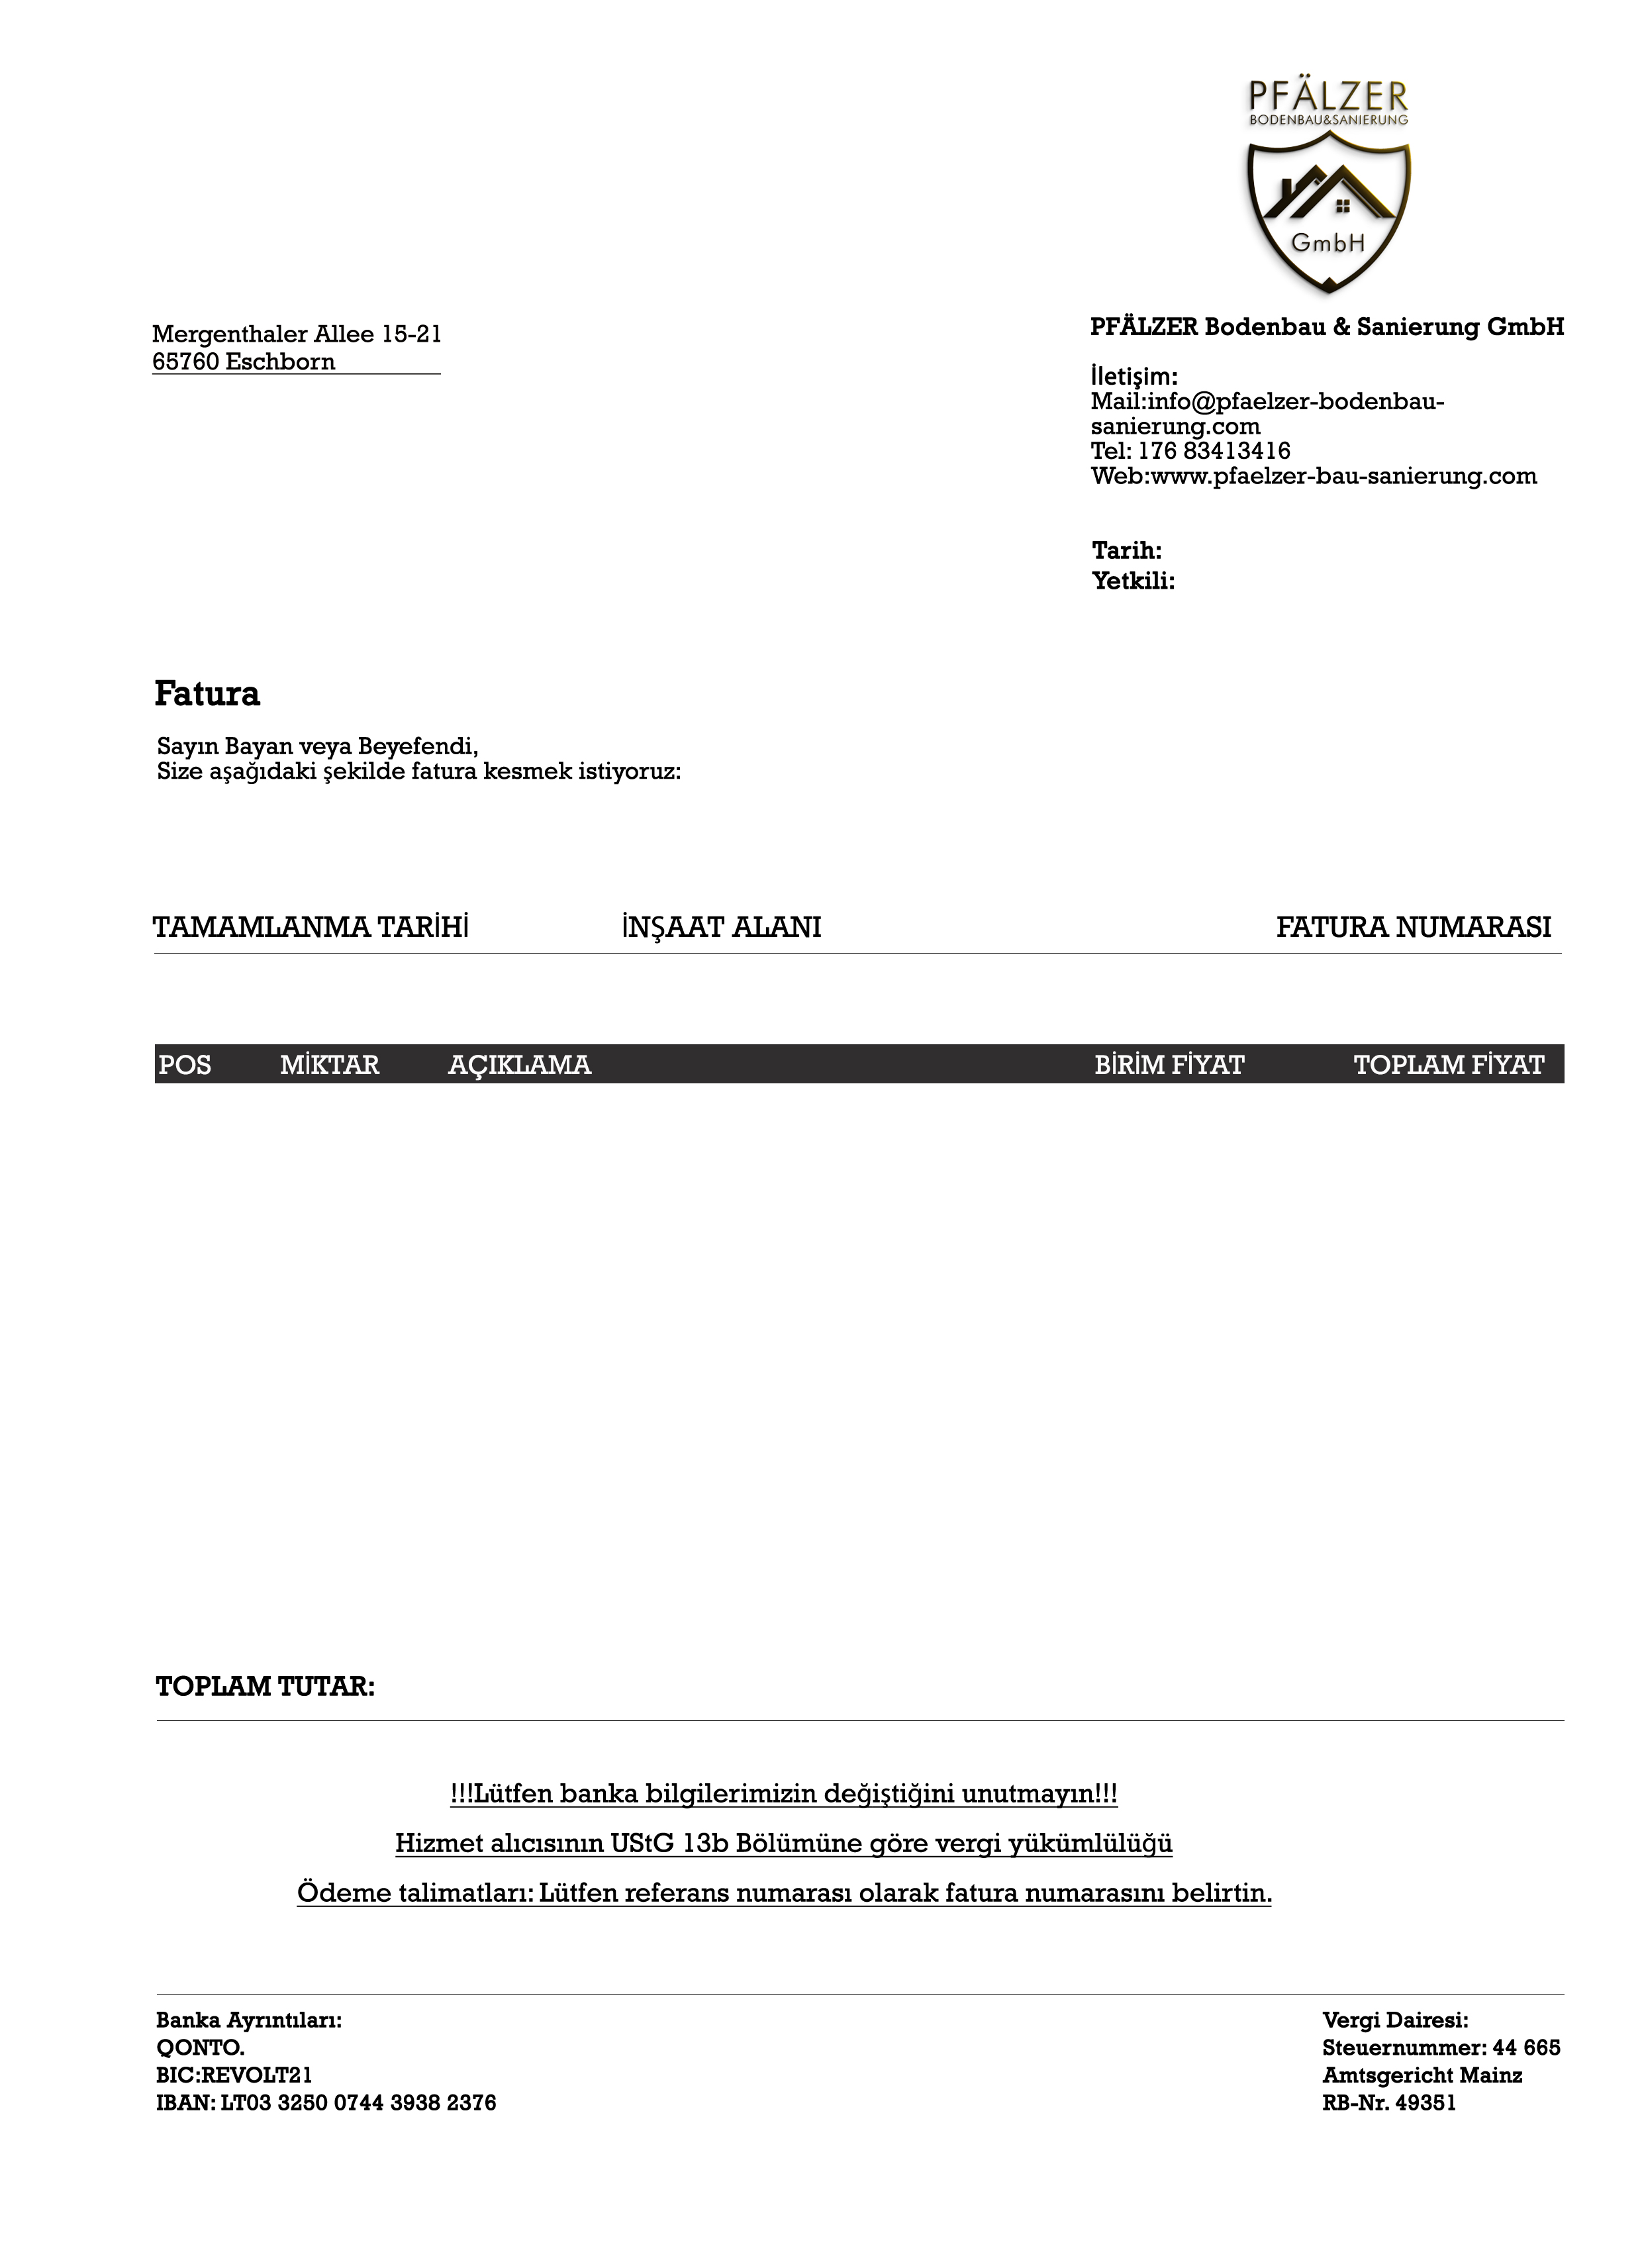 PFÄLZER
BODENBAU&SANIERUNG
GmbH
Mergenthaler Allee 15-21
65760 Eschborn
PFÄLZER Bodenbau & Sanierung GmbH
İletişim:
Mail:info@pfaelzer-bodenbau-
sanierung.com
Tel: 176 83413416
Web:www.pfaelzer-bau-sanierung.com
Tarih:
Yetkili:
Fatura
Sayın Bayan veya Beyefendi,
Size aşağıdaki şekilde fatura kesmek istiyoruz:
TAMAMLANMA TARİHİ İNŞAAT ALANI FATURA NUMARASI
POS MİKTAR AÇIKLAMA BİRİM FİYAT TOPLAM FİYAT
TOPLAM TUTAR:
!!!Lütfen banka bilgilerimizin değiştiğini unutmayın!!!
Hizmet alıcısının UStG 13b Bölümüne göre vergi yükümlülüğü
Ödeme talimatları: Lütfen referans numarası olarak fatura numarasını belirtin.
Banka Ayrıntıları:
QONTO.
BIC:REVOLT21
IBAN: LT03 3250 0744 3938 2376
Vergi Dairesi:
Steuernummer: 44 665
Amtsgericht Mainz
RB-Nr. 49351